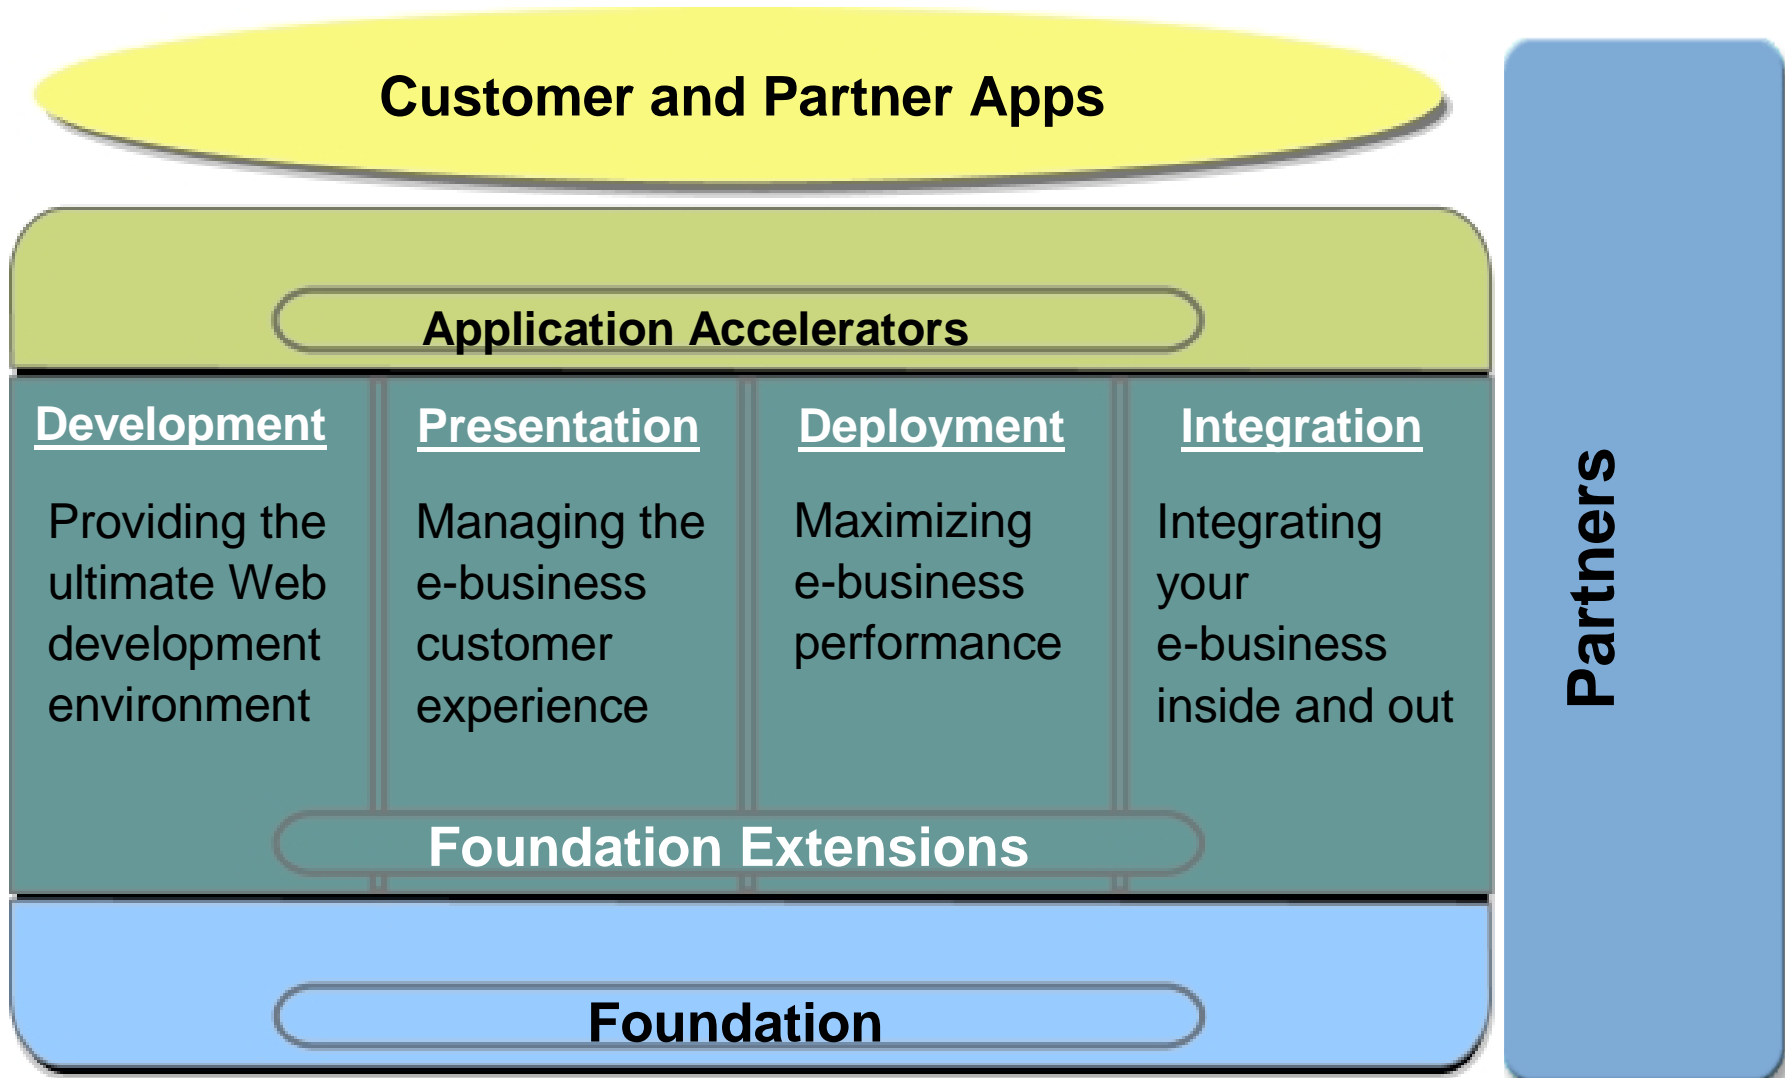 Customer and Partner Apps
Application Accelerators
Development
Providing the
ultimate Web
development
environment
Presentation
Managing the
e-business
customer
experience
Deployment
Maximizing
e-business
performance
Integration
Integrating
your
e-business
inside and out
Foundation Extensions
Foundation
Partners